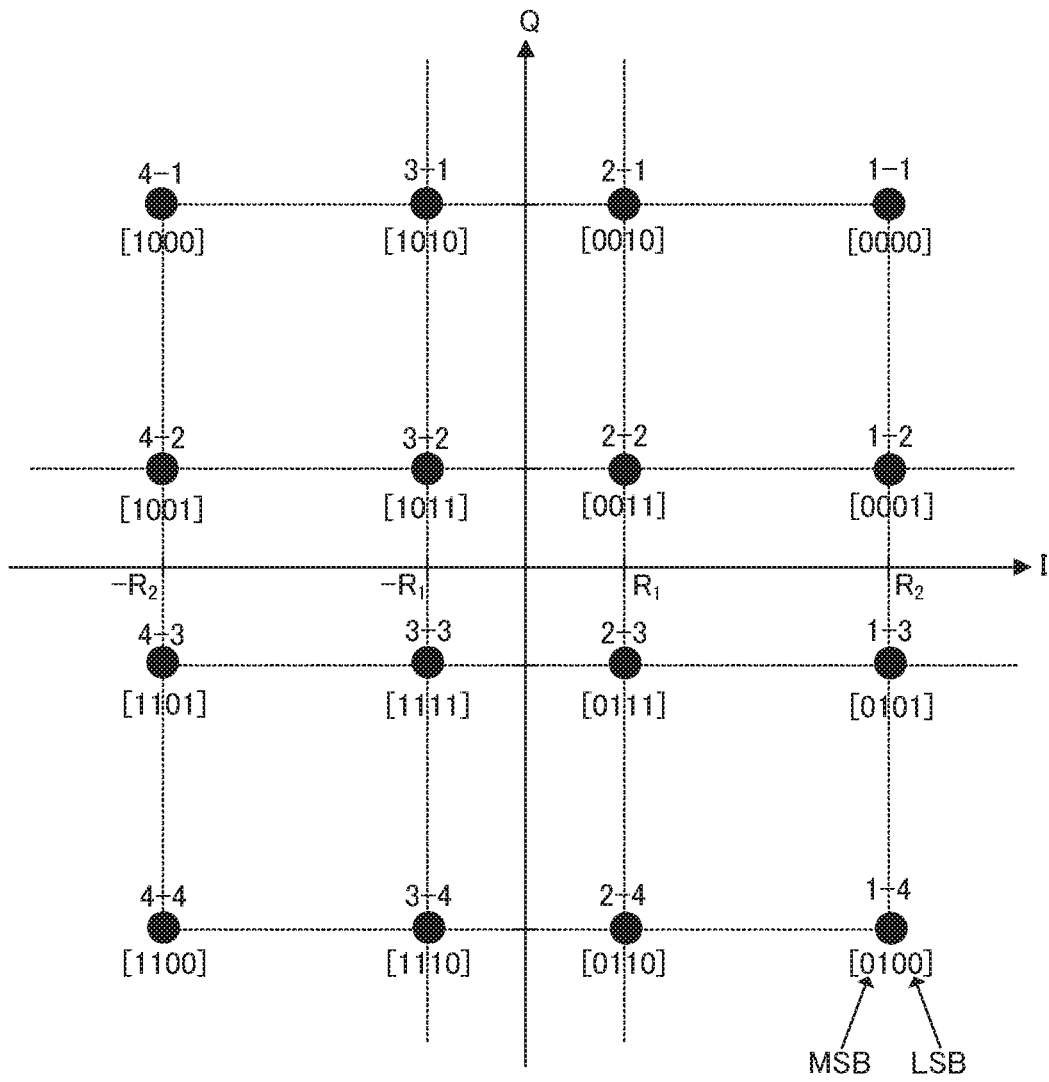 Q
4-1 3-1 2-1 1-1
[1000] [1010] [0010] [0000]
4-2 3-2 2-2 1-2
[1001] [1011] [0011] [0001]
I
-R₂ -R₁ R₁ R₂
4-3 3-3 2-3 1-3
[1101] [1111] [0111] [0101]
4-4 3-4 2-4 1-4
[1100] [1110] [0110] [0100]
MSB LSB